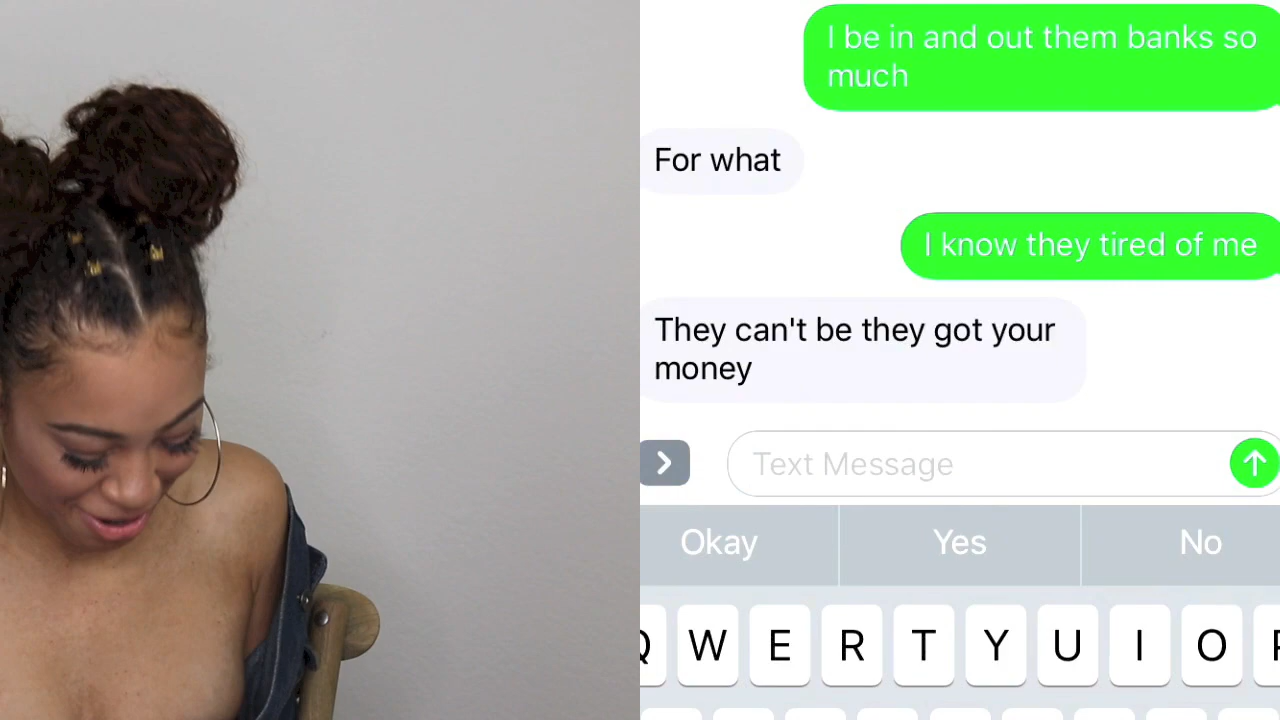 I be in and out them banks so
much
For what
I know they tired of me
They can't be they got your
money
Text Message
Okay Yes No
Q W E R T Y U I O P